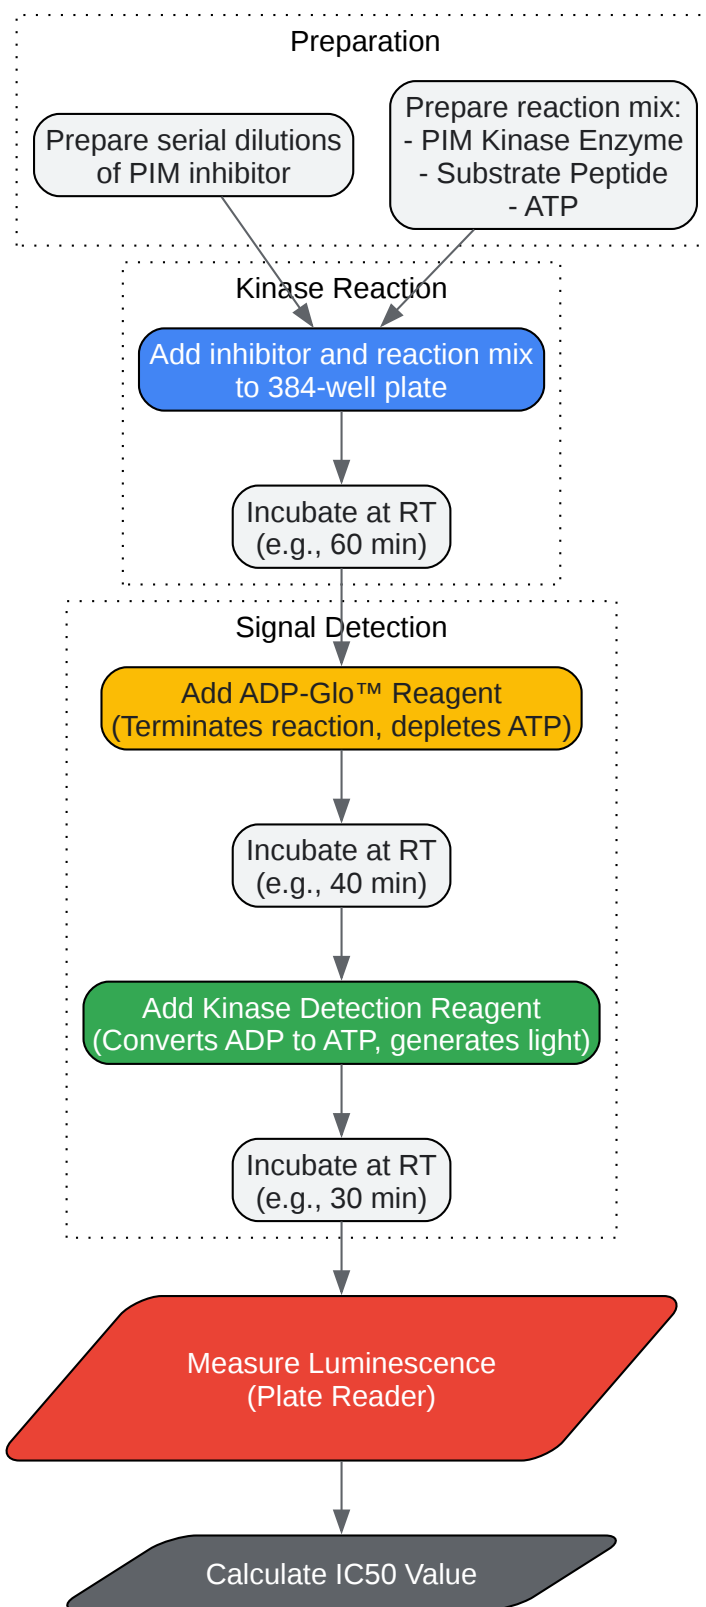 Preparation
Prepare serial dilutions
of PIM inhibitor
Prepare reaction mix:
- PIM Kinase Enzyme
- Substrate Peptide
- ATP
Kinase Reaction
Add inhibitor and reaction mix
to 384-well plate
Incubate at RT
(e.g., 60 min)
Signal Detection
Add ADP-Glo™ Reagent
(Terminates reaction, depletes ATP)
Incubate at RT
(e.g., 40 min)
Add Kinase Detection Reagent
(Converts ADP to ATP, generates light)
Incubate at RT
(e.g., 30 min)
Measure Luminescence
(Plate Reader)
Calculate IC50 Value